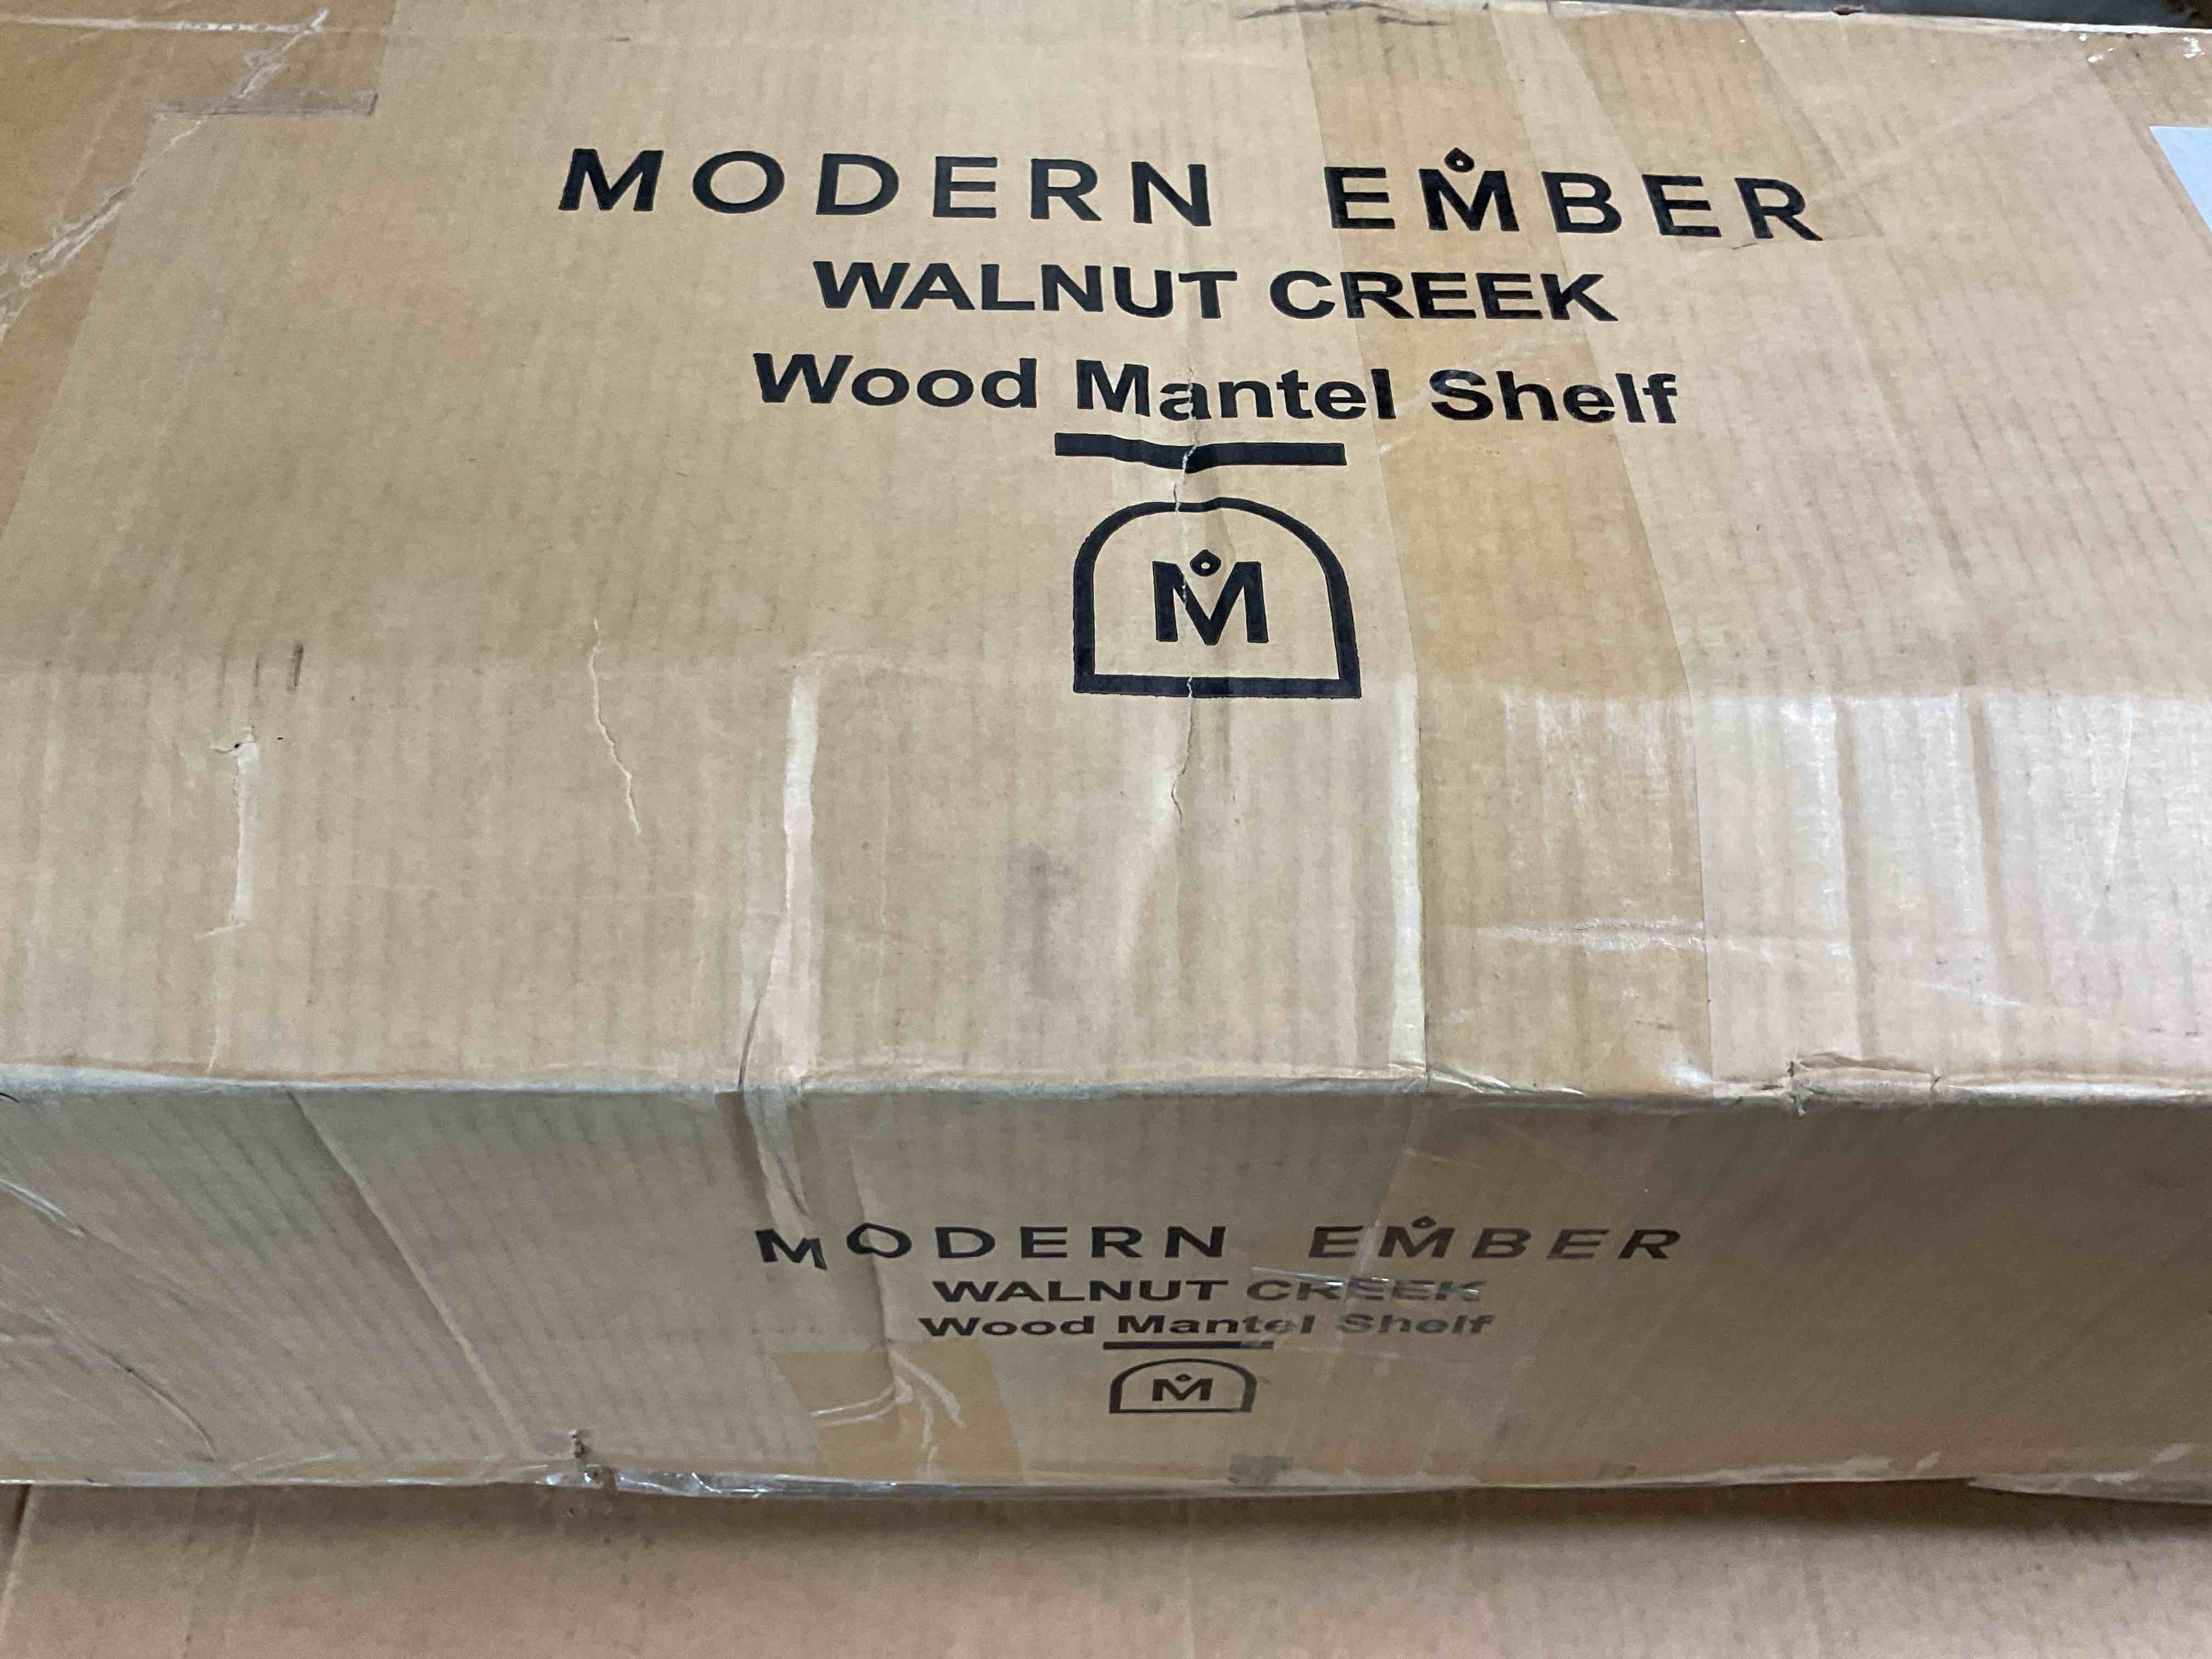 MODERN EMBER
WALNUT CREEK
Wood Mantel Shelf
M
MODERN EMBER
WALNUT CREEK
Wood Mantel Shelf
M